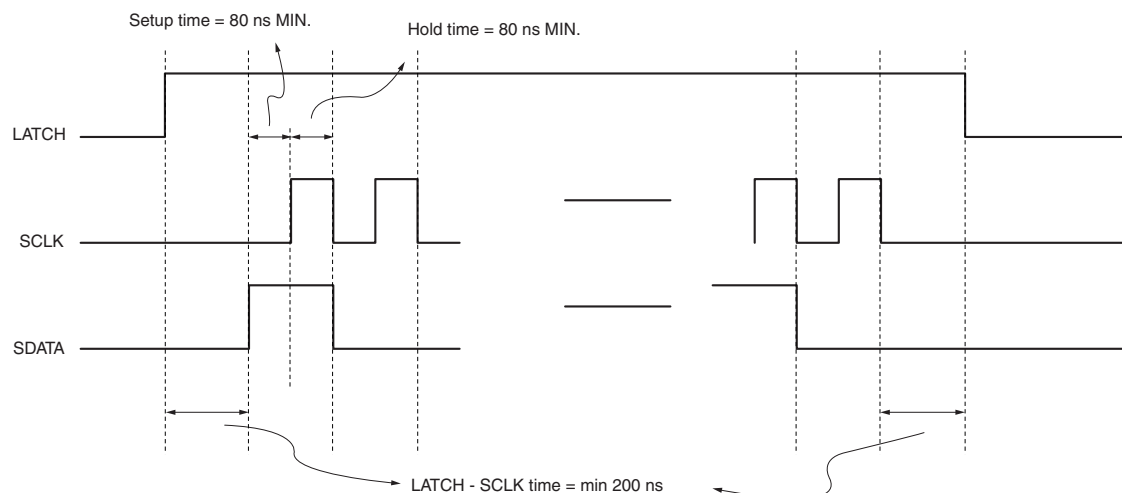 Setup time = 80 ns MIN.
Hold time = 80 ns MIN.
LATCH
SCLK
SDATA
LATCH - SCLK time = min 200 ns